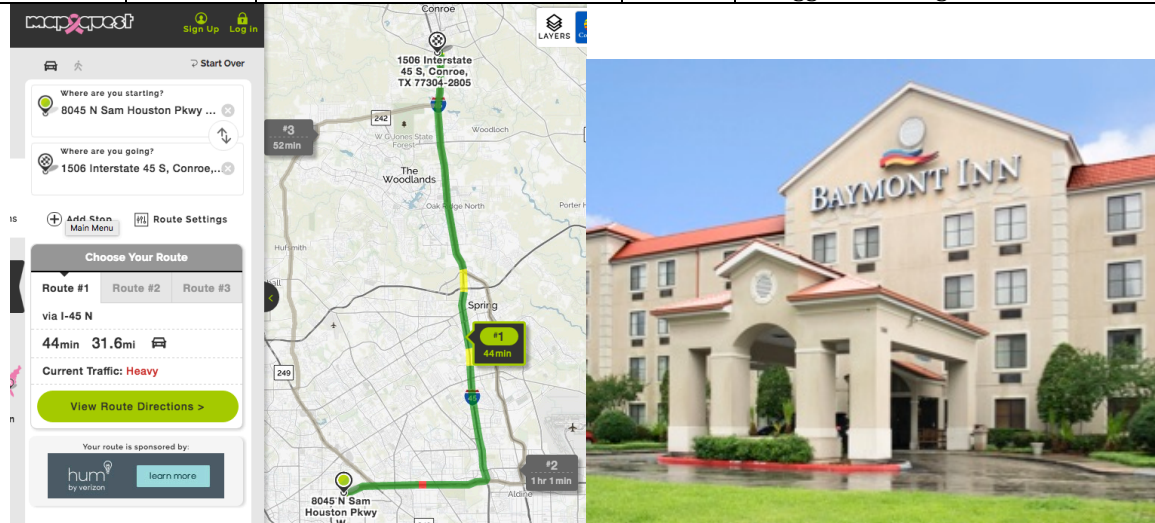 mapquest
Sign Up
Log in
Start Over
Where are you starting?
8045 N Sam Houston Pkwy ...
Where are you going?
1506 Interstate 45 S, Conroe,..
Add Stop
Route Settings
Main Menu
Choose Your Route
Route #1
Route #2
Route #3
via I-45 N
44min 31.6mi
Current Traffic: Heavy
View Route Directions >
Your route is sponsored by:
hum
by verizon
learn more
Conroe
LAYERS
1506 Interstate
45 S, Conroe,
TX 77304-2805
242
#3
52min
W G Jones State
Forest
Woodloch
The
Woodlands
Oak Ridge North
Porter
Hufsmith
Spring
#1
44min
249
45
#2
1 hr 1 min
Aldine
8045 N Sam
Houston Pkwy
W
BAYMONT INN